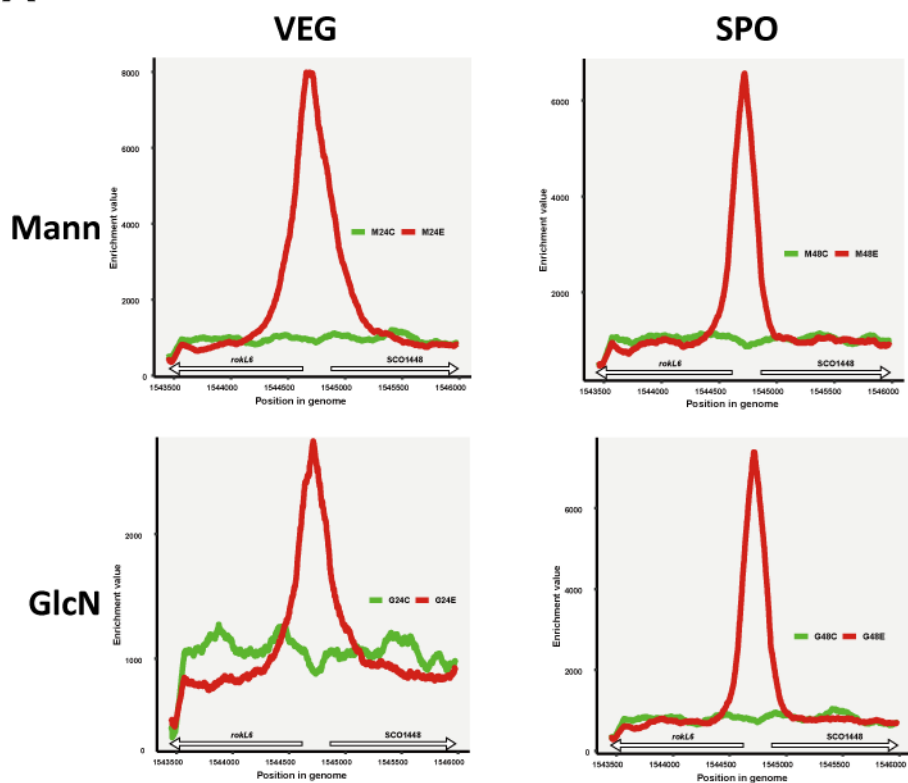 VEG SPO
Mann
8000
6000
4000
2000
0
Enrichment value
M24C M24E
rokL6 SCO1448
1543500 1544000 1544500 1545000 1545500 1546000
Position in genome
6000
4000
2000
Enrichment value
M48C M48E
rokL6 SCO1448
1543500 1544000 1544500 1545000 1545500 1546000
Position in genome
GlcN
2000
1000
0
Enrichment value
G24C G24E
rokL6 SCO1448
1543500 1544000 1544500 1545000 1545500 1546000
Position in genome
6000
4000
2000
0
Enrichment value
G48C G48E
rokL6 SCO1448
1543500 1544000 1544500 1545000 1545500 1546000
Position in genome